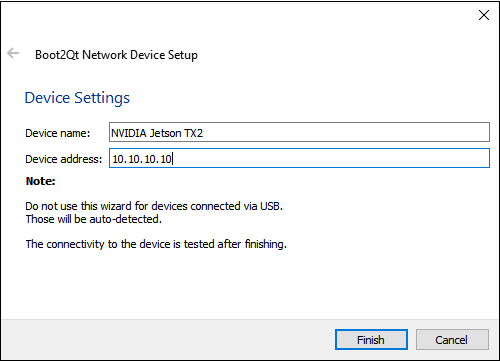 Boot2Qt Network Device Setup
Device Settings
Device name: NVIDIA Jetson TX2
Device address: 10.10.10.10
Note:
Do not use this wizard for devices connected via USB.
Those will be auto-detected.
The connectivity to the device is tested after finishing.
Finish Cancel